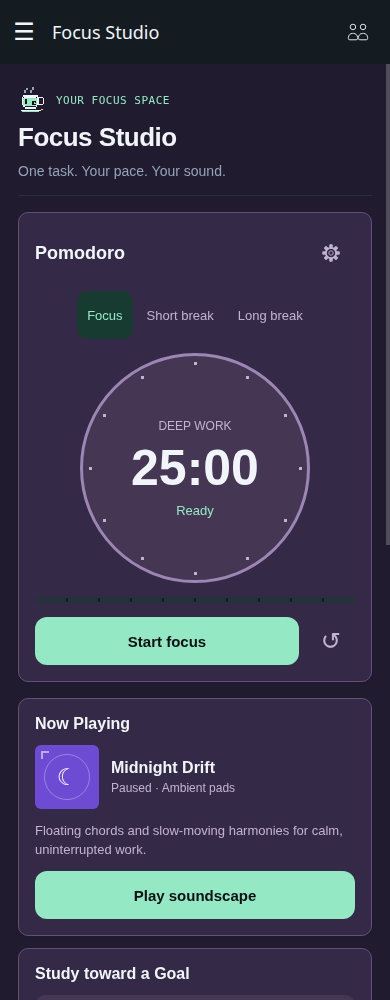 Focus Studio
YOUR FOCUS SPACE
Focus Studio
One task. Your pace. Your sound.
Pomodoro
Focus Short break Long break
DEEP WORK
25:00
Ready
Start focus
Now Playing
Midnight Drift
Paused · Ambient pads
Floating chords and slow-moving harmonies for calm,
uninterrupted work.
Play soundscape
Study toward a Goal